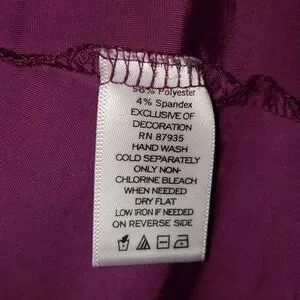 96% Polyester
4% Spandex
EXCLUSIVE OF
DECORATION
RN 87935
HAND WASH
COLD SEPARATELY
ONLY NON-
CHLORINE BLEACH
WHEN NEEDED
DRY FLAT
LOW IRON IF NEEDED
ON REVERSE SIDE